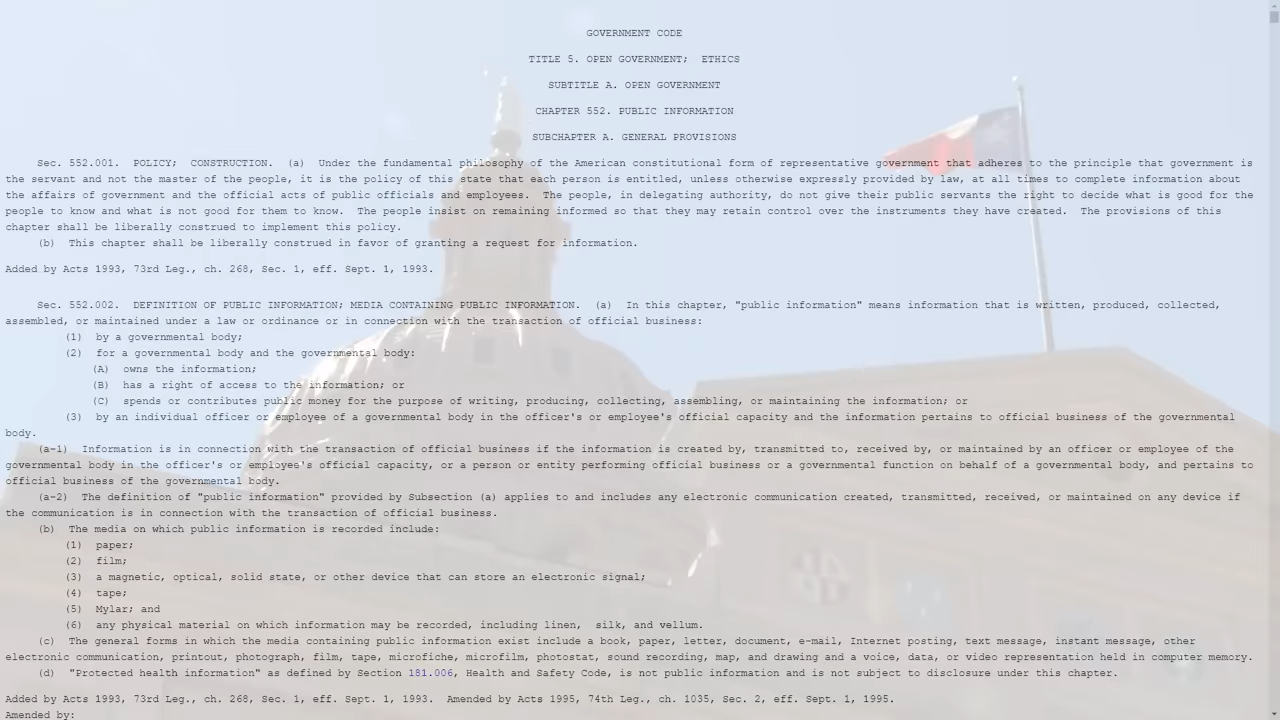 GOVERNMENT CODE
TITLE 5. OPEN GOVERNMENT;  ETHICS
SUBTITLE A. OPEN GOVERNMENT
CHAPTER 552. PUBLIC INFORMATION
SUBCHAPTER A. GENERAL PROVISIONS
Sec. 552.001.  POLICY;  CONSTRUCTION.  (a)  Under the fundamental philosophy of the American constitutional form of representative government that adheres to the principle that government is
the servant and not the master of the people, it is the policy of this state that each person is entitled, unless otherwise expressly provided by law, at all times to complete information about
the affairs of government and the official acts of public officials and employees.  The people, in delegating authority, do not give their public servants the right to decide what is good for the
people to know and what is not good for them to know.  The people insist on remaining informed so that they may retain control over the instruments they have created.  The provisions of this
chapter shall be liberally construed to implement this policy.
(b)  This chapter shall be liberally construed in favor of granting a request for information.
Added by Acts 1993, 73rd Leg., ch. 268, Sec. 1, eff. Sept. 1, 1993.
Sec. 552.002.  DEFINITION OF PUBLIC INFORMATION; MEDIA CONTAINING PUBLIC INFORMATION.  (a)  In this chapter, "public information" means information that is written, produced, collected,
assembled, or maintained under a law or ordinance or in connection with the transaction of official business:
(1)  by a governmental body;
(2)  for a governmental body and the governmental body:
(A)  owns the information;
(B)  has a right of access to the information; or
(C)  spends or contributes public money for the purpose of writing, producing, collecting, assembling, or maintaining the information; or
(3)  by an individual officer or employee of a governmental body in the officer's or employee's official capacity and the information pertains to official business of the governmental
body.
(a-1)  Information is in connection with the transaction of official business if the information is created by, transmitted to, received by, or maintained by an officer or employee of the
governmental body in the officer's or employee's official capacity, or a person or entity performing official business or a governmental function on behalf of a governmental body, and pertains to
official business of the governmental body.
(a-2)  The definition of "public information" provided by Subsection (a) applies to and includes any electronic communication created, transmitted, received, or maintained on any device if
the communication is in connection with the transaction of official business.
(b)  The media on which public information is recorded include:
(1)  paper;
(2)  film;
(3)  a magnetic, optical, solid state, or other device that can store an electronic signal;
(4)  tape;
(5)  Mylar; and
(6)  any physical material on which information may be recorded, including linen,  silk, and vellum.
(c)  The general forms in which the media containing public information exist include a book, paper, letter, document, e-mail, Internet posting, text message, instant message, other
electronic communication, printout, photograph, film, tape, microfiche, microfilm, photostat, sound recording, map, and drawing and a voice, data, or video representation held in computer memory.
(d)  "Protected health information" as defined by Section 181.006, Health and Safety Code, is not public information and is not subject to disclosure under this chapter.
Added by Acts 1993, 73rd Leg., ch. 268, Sec. 1, eff. Sept. 1, 1993.  Amended by Acts 1995, 74th Leg., ch. 1035, Sec. 2, eff. Sept. 1, 1995.
Amended by: